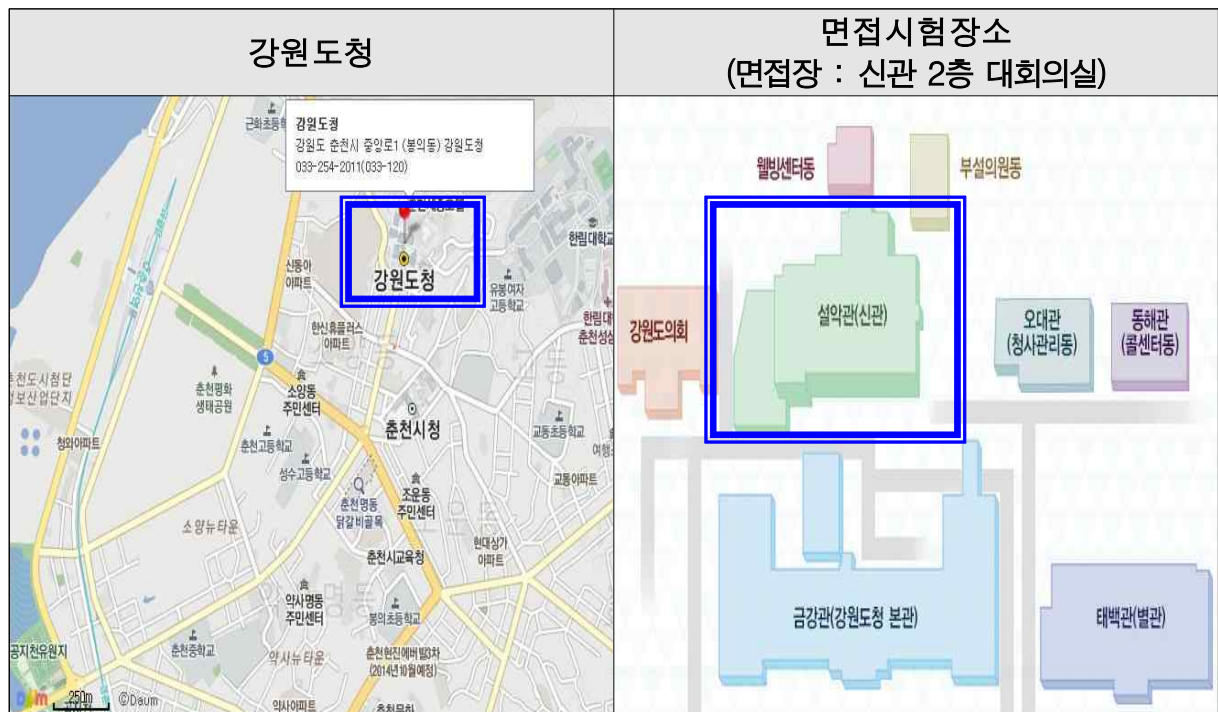 강원도청
면접시험장소
(면접장 : 신관 2층 대회의실)
근화초등학
강원도청
강원도 춘천시 중앙로1 (봉의동) 강원도청
033-254-2011(033-120)
춘천세종호텔
한림대학교
강원도청
신동아
아파트
유봉여자
고등학교
한림대
춘천성심
한신휴플러스
아파트
5
춘천도시첨단
정보산업단지
춘천평화
생태공원
소양동
주민센터
춘천시청
청와아파트
춘천고등학교
성수고등학교
교동초등학교
교동아파트
춘천명동
닭갈비골목
조운동
주민센터
소양뉴타운
춘천시교육청
현대상가
아파트
약사명동
주민센터
봉의초등학교
공지천유원지
춘천중학교
약사뉴타운
춘천현진에버빌3차
(2014년10월예정)
250m
©Daum
약사아파트
웰빙센터동
부설의원동
강원도의회
설악관(신관)
오대관
(청사관리동)
동해관
(콜센터동)
금강관(강원도청 본관)
태백관(별관)